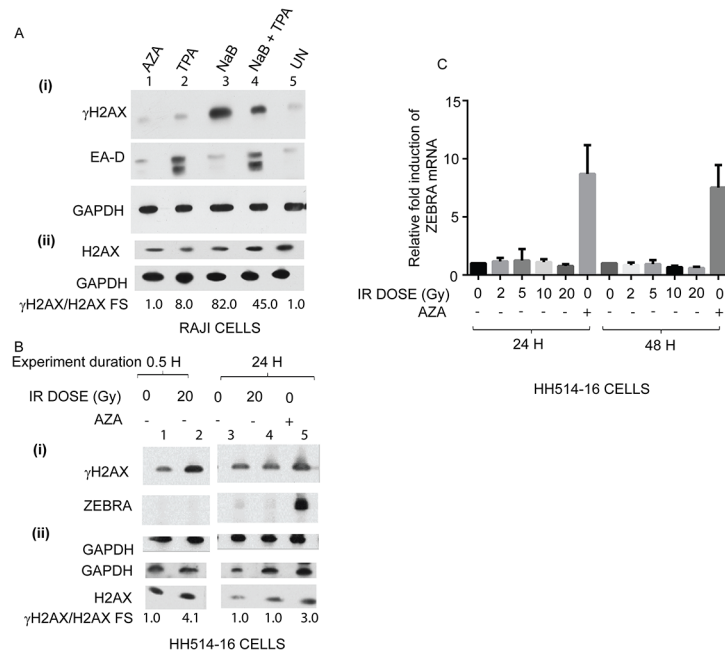 A
AZA TPA NaB NaB + TPA UN
1 2 3 4 5
(i)
γH2AX
EA-D
GAPDH
(ii)
H2AX
GAPDH
γH2AX/H2AX FS 1.0 8.0 82.0 45.0 1.0
RAJI CELLS
B
Experiment duration 0.5 H 24 H
IR DOSE (Gy) 0 20 0 20 0
AZA - - - - +
1 2 3 4 5
(i)
γH2AX
ZEBRA
(ii)
GAPDH
GAPDH
H2AX
γH2AX/H2AX FS 1.0 4.1 1.0 1.0 3.0
HH514-16 CELLS
C
Relative fold induction of
ZEBRA mRNA
15
10
5
0
IR DOSE (Gy) 0 2 5 10 20 0 0 2 5 10 20 0
AZA - - - - - + - - - - - +
24 H 48 H
HH514-16 CELLS